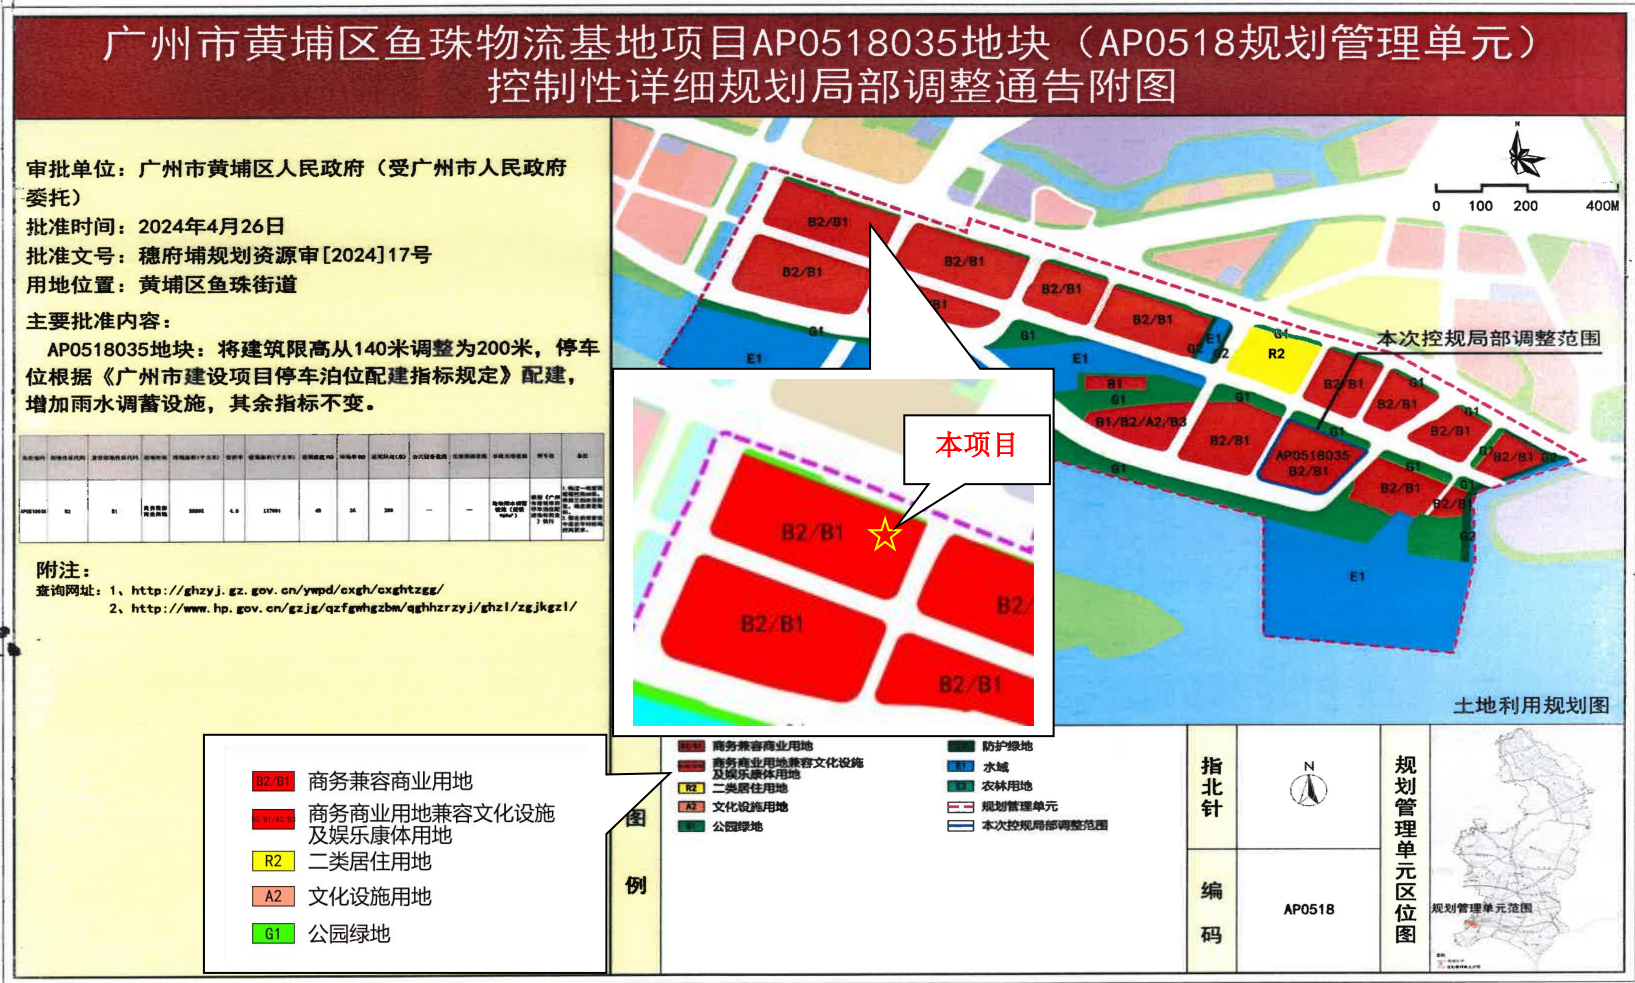 广州市黄埔区鱼珠物流基地项目AP0518035地块（AP0518规划管理单元）
控制性详细规划局部调整通告附图
审批单位：广州市黄埔区人民政府（受广州市人民政府
委托）
批准时间：2024年4月26日
批准文号：穗府埔规划资源审[2024]17号
用地位置：黄埔区鱼珠街道
主要批准内容：
AP0518035地块：将建筑限高从140米调整为200米，停车
位根据《广州市建设项目停车泊位配建指标规定》配建，
增加雨水调蓄设施，其余指标不变。
附注：
查询网址：1、http://ghzyj.gz.gov.cn/ywpd/cxgh/cxghtzgg/
2、http://www.hp.gov.cn/gzjg/qzfgwhgzbm/qghhzrzyj/ghzl/zgjkgzl/
N
0 100 200 400M
B2/B1
B2/B1
B2/B1
B2/B1
B2/B1
B1
G1
E1
G1
E1
E1
G2
G2
G1
R2
本次控规局部调整范围
B1
G1
B1/B2/A2/B3
G1
G1
B2/B1
B2/B1
G1
B2/B1
G1
B2/B1
G1
B2/B1
G2
G1
AP0518035
B2/B1
G1
B2/B1
G1
B2/B1
G2
E1
土地利用规划图
本项目
B2/B1
B2/B1
B2/
B2/B1
B2/B1 商务兼容商业用地
商务商业用地兼容文化设施
及娱乐康体用地
R2 二类居住用地
A2 文化设施用地
G1 公园绿地
图例
商务兼容商业用地
商务商业用地兼容文化设施
及娱乐康体用地
R2 二类居住用地
A2 文化设施用地
G1 公园绿地
防护绿地
E1 水域
E2 农林用地
规划管理单元
本次控规局部调整范围
指北针
N
编码
AP0518
规划管理单元区位图
规划管理单元范围